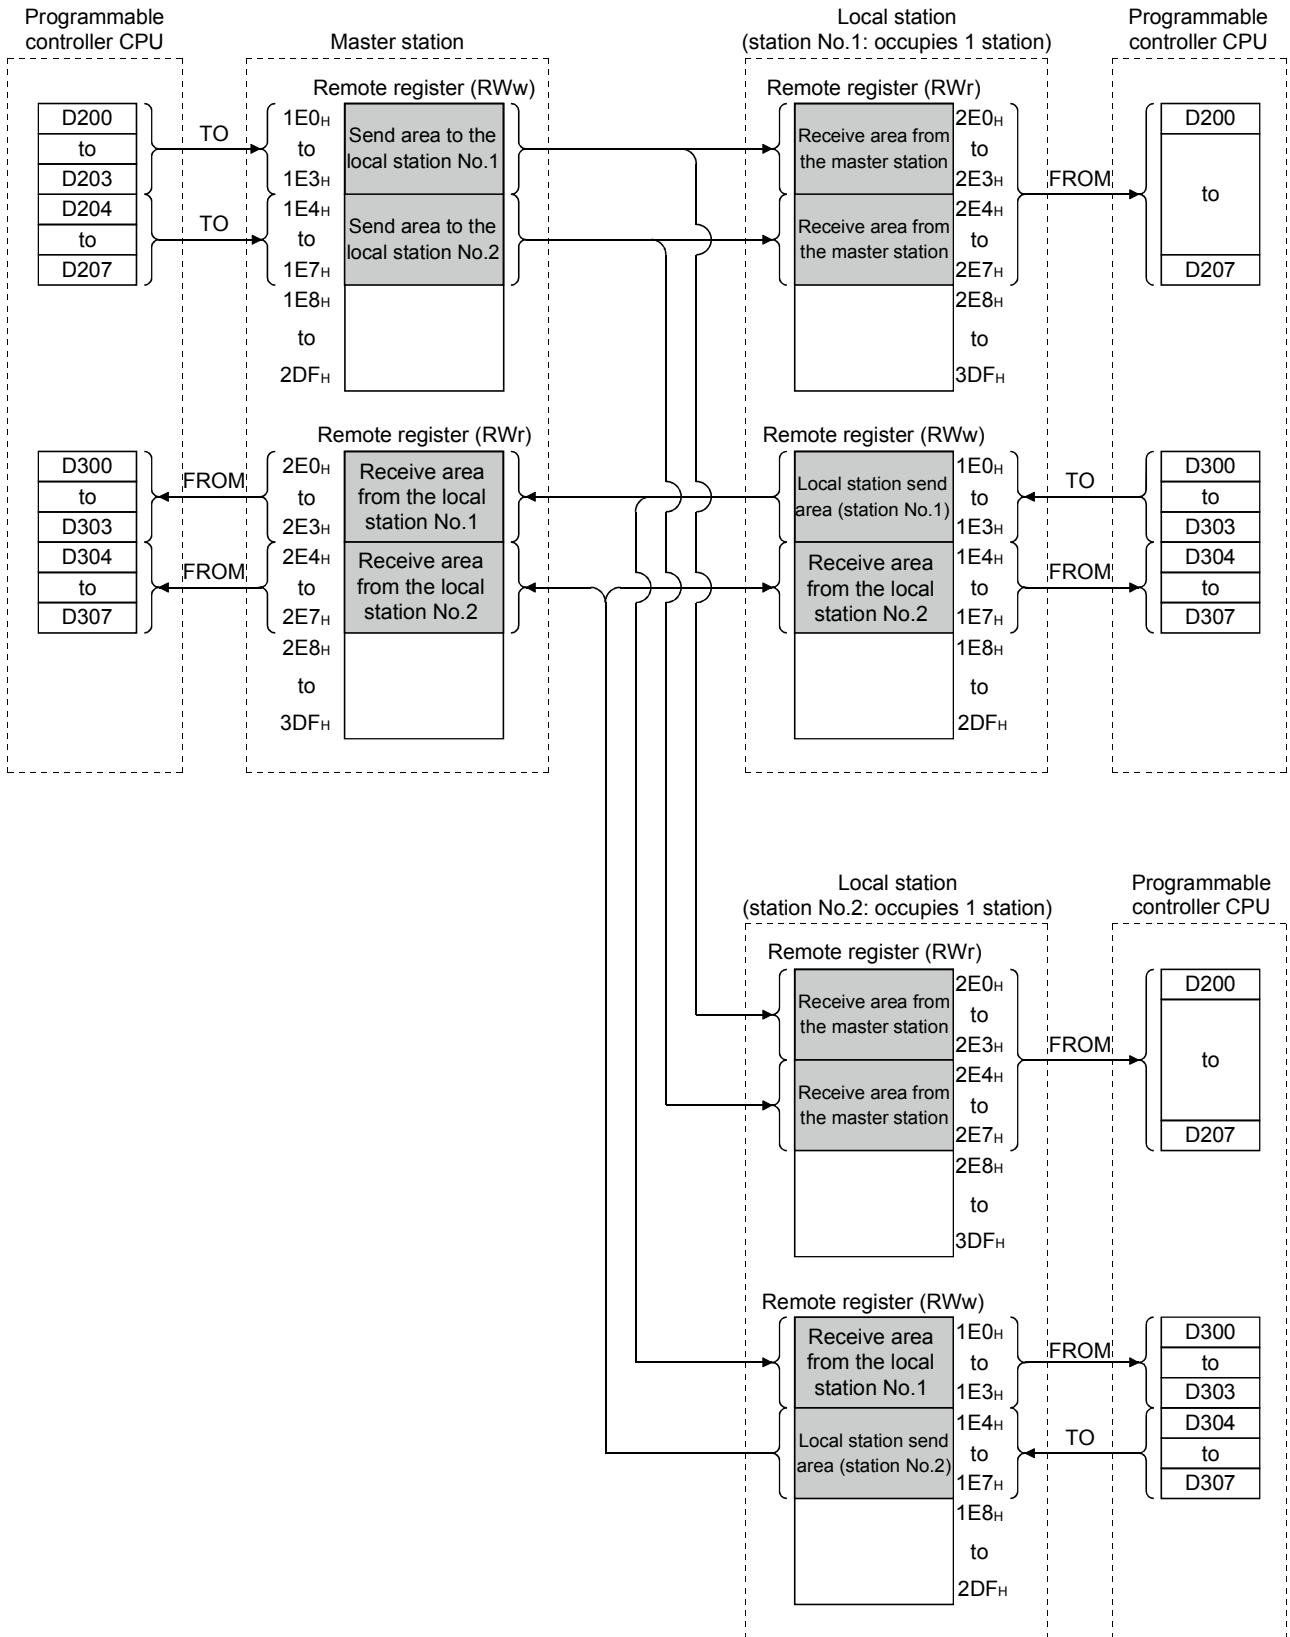 Programmable
controller CPU
Master station
Local station
(station No.1: occupies 1 station)
Programmable
controller CPU
D200
to
D203
D204
to
D207
TO
TO
Remote register (RWw)
1E0H
to
1E3H
1E4H
to
1E7H
1E8H
to
2DFH
Send area to the
local station No.1
Send area to the
local station No.2
Remote register (RWr)
Receive area from
the master station
Receive area from
the master station
2E0H
to
2E3H
2E4H
to
2E7H
2E8H
to
3DFH
FROM
D200
to
D207
D300
to
D303
D304
to
D307
FROM
FROM
Remote register (RWr)
2E0H
to
2E3H
2E4H
to
2E7H
2E8H
to
3DFH
Receive area
from the local
station No.1
Receive area
from the local
station No.2
Remote register (RWw)
Local station send
area (station No.1)
Receive area
from the local
station No.2
1E0H
to
1E3H
1E4H
to
1E7H
1E8H
to
2DFH
TO
FROM
D300
to
D303
D304
to
D307
Local station
(station No.2: occupies 1 station)
Programmable
controller CPU
Remote register (RWr)
Receive area from
the master station
Receive area from
the master station
2E0H
to
2E3H
2E4H
to
2E7H
2E8H
to
3DFH
FROM
D200
to
D207
Remote register (RWw)
Receive area
from the local
station No.1
Local station send
area (station No.2)
1E0H
to
1E3H
1E4H
to
1E7H
1E8H
to
2DFH
FROM
TO
D300
to
D303
D304
to
D307